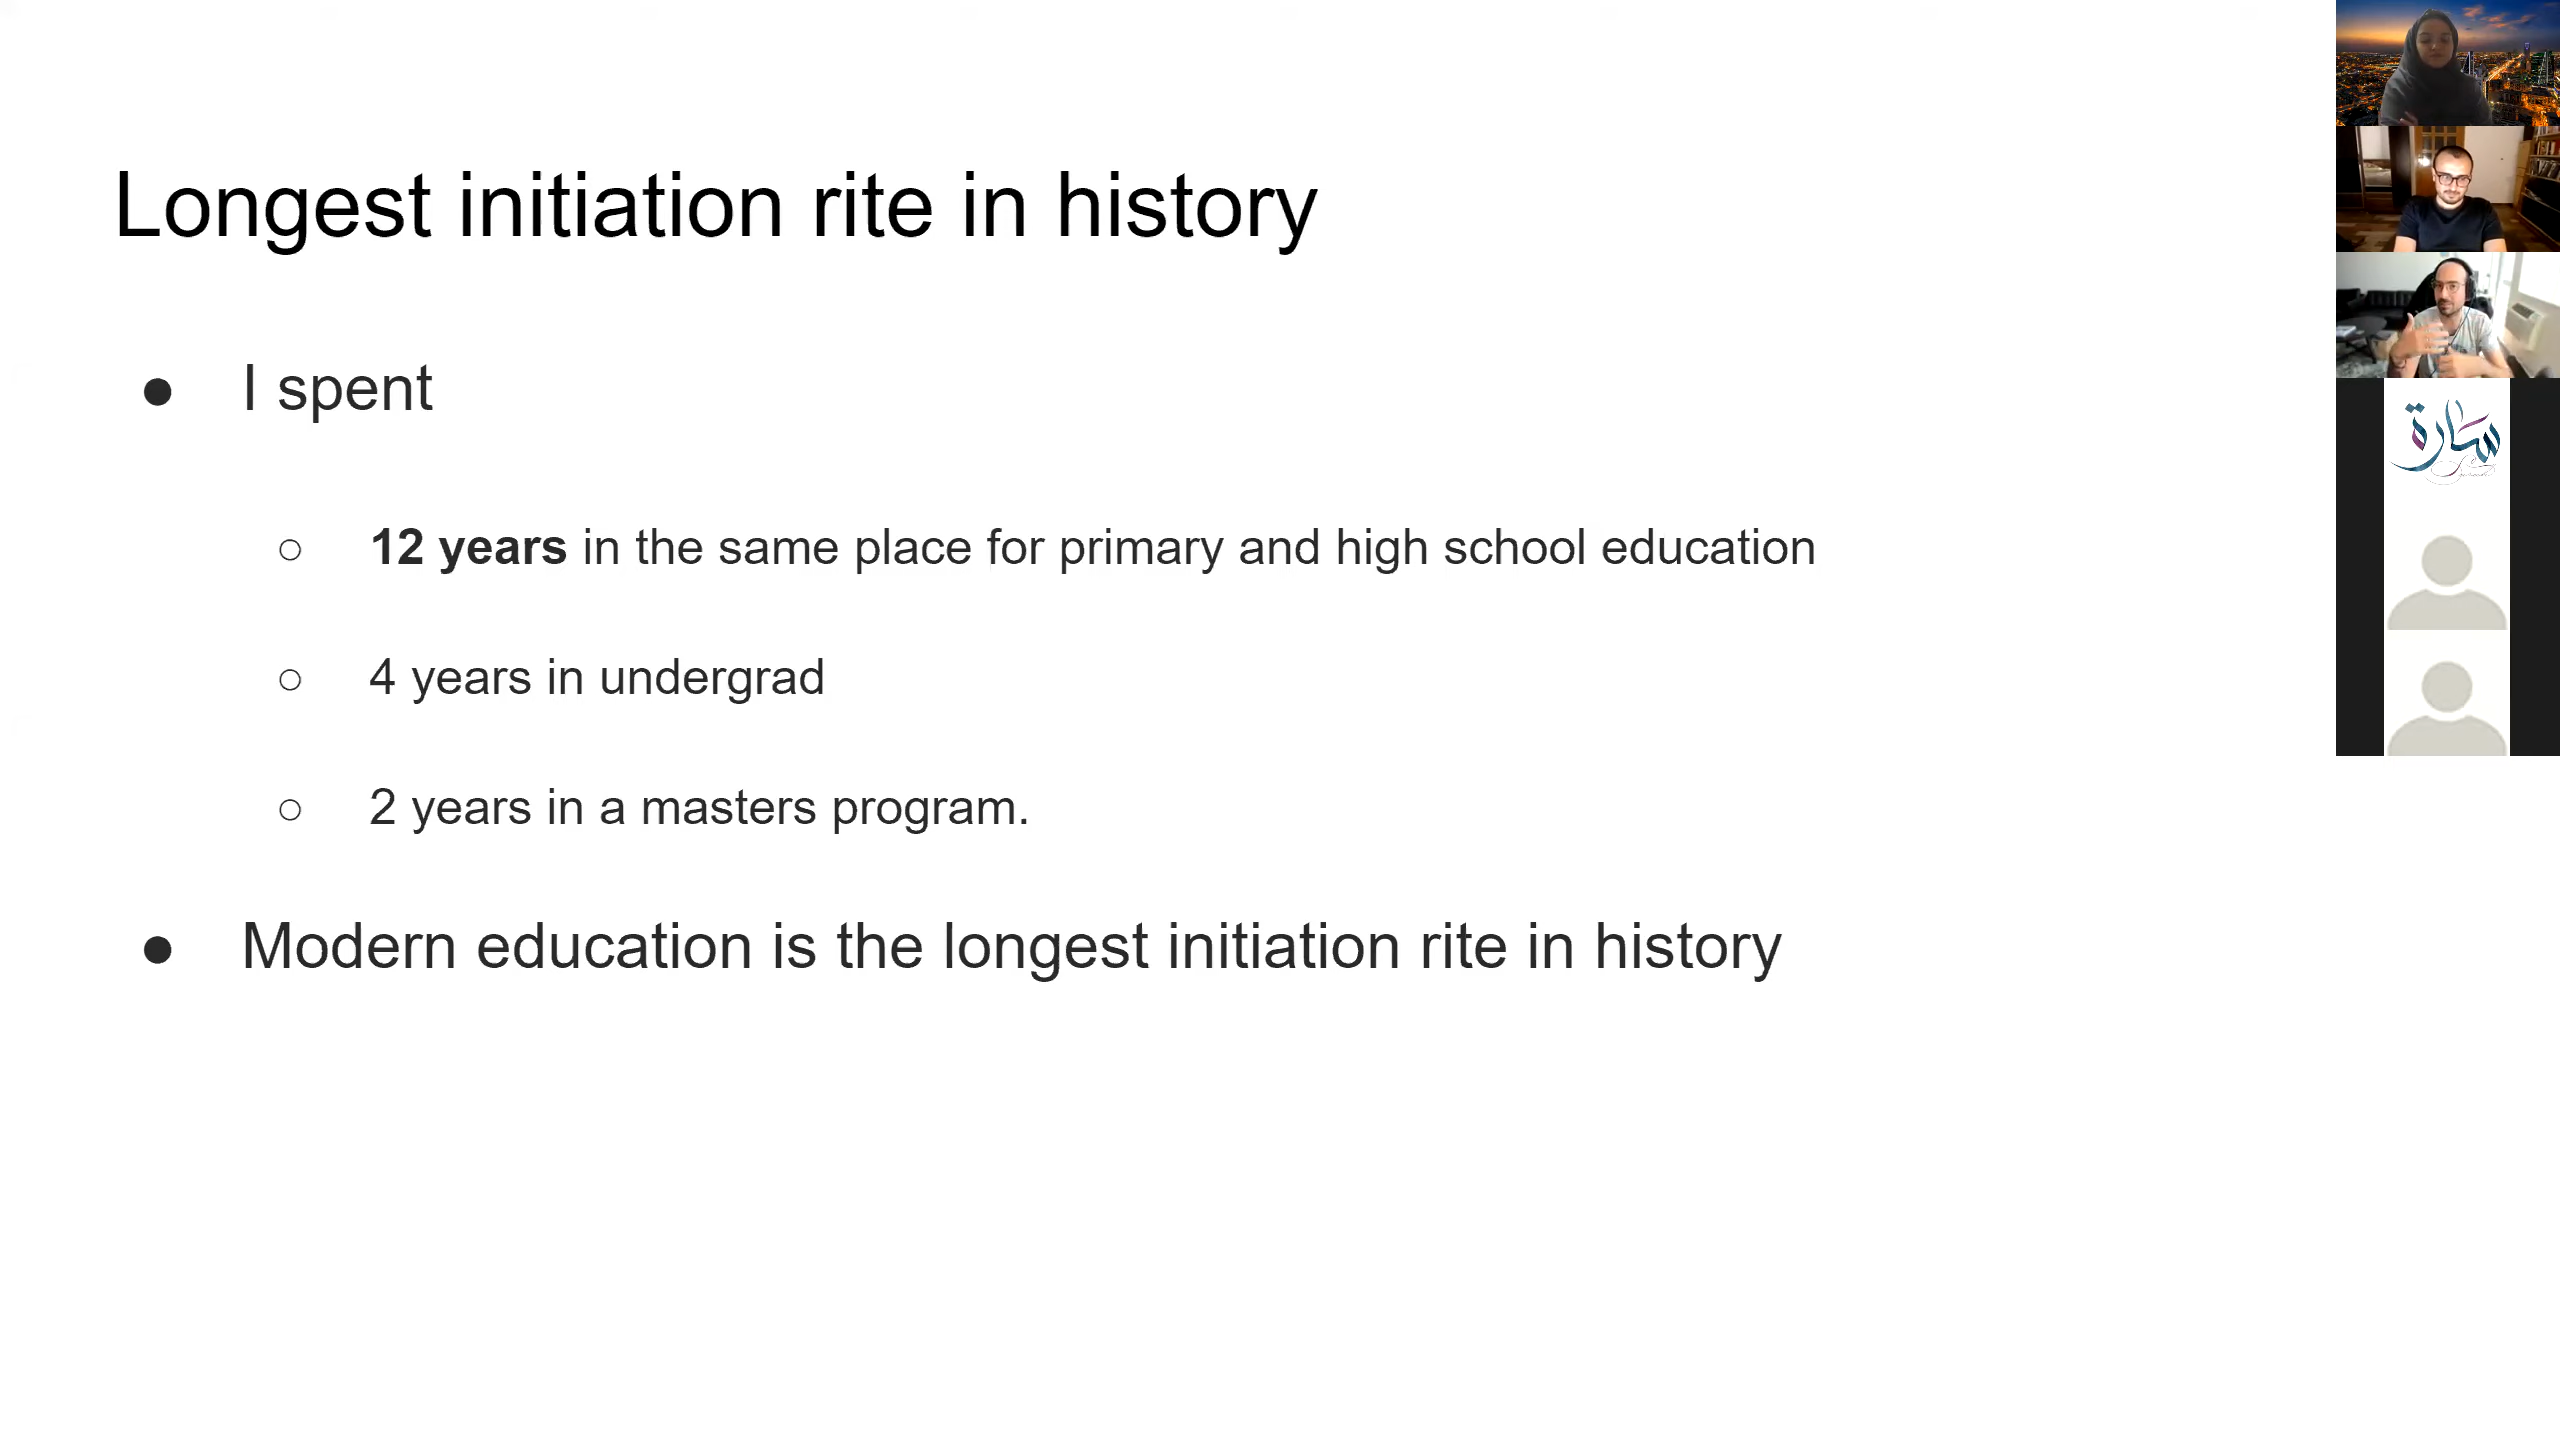 Longest initiation rite in history
● I spent
○ 12 years in the same place for primary and high school education
○ 4 years in undergrad
○ 2 years in a masters program.
● Modern education is the longest initiation rite in history
سارة